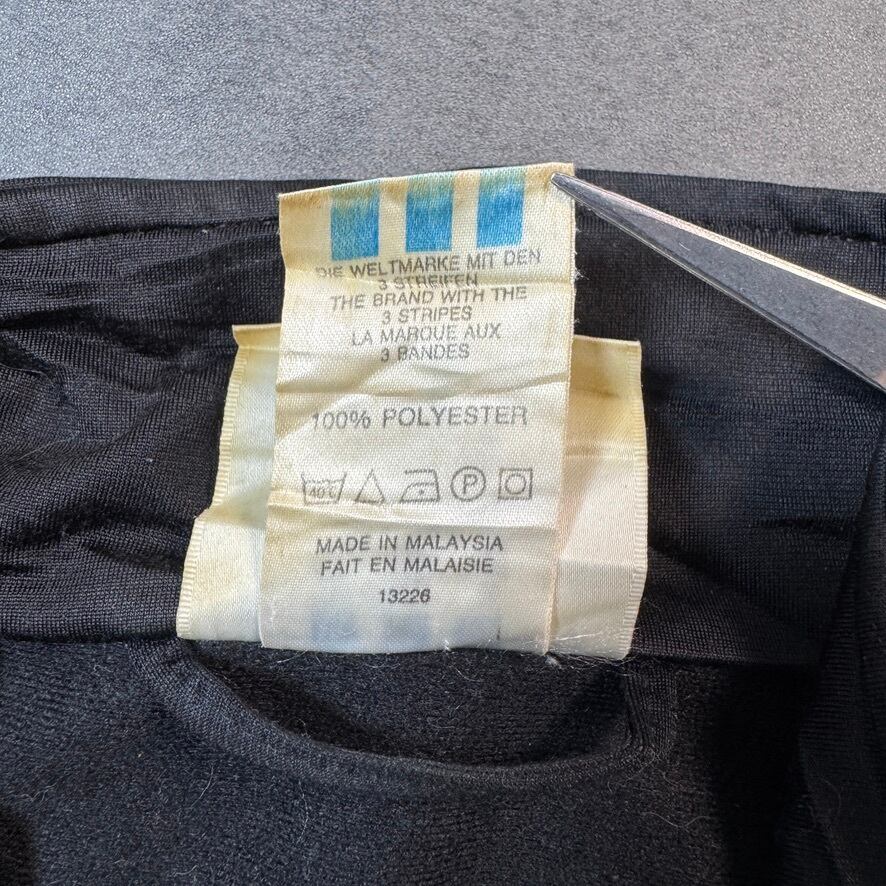 DIE WELTMARKE MIT DEN
3 STREIFEN
THE BRAND WITH THE
3 STRIPES
LA MARQUE AUX
3 BANDES
100% POLYESTER
40°C P
MADE IN MALAYSIA
FAIT EN MALAISIE
13226